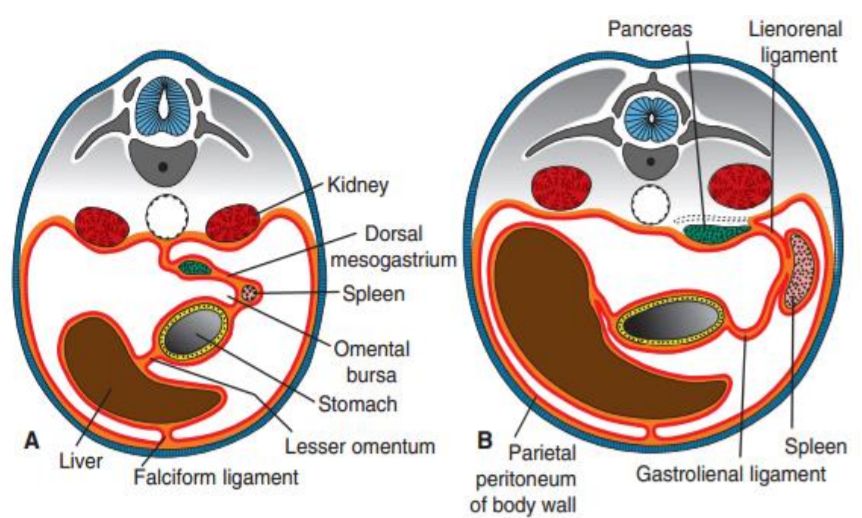 Kidney
Dorsal
mesogastrium
Spleen
Omental
bursa
Stomach
Lesser omentum
A
Liver
Falciform ligament
Pancreas
Lienorenal
ligament
B
Parietal
peritoneum
of body wall
Gastrolienal ligament
Spleen